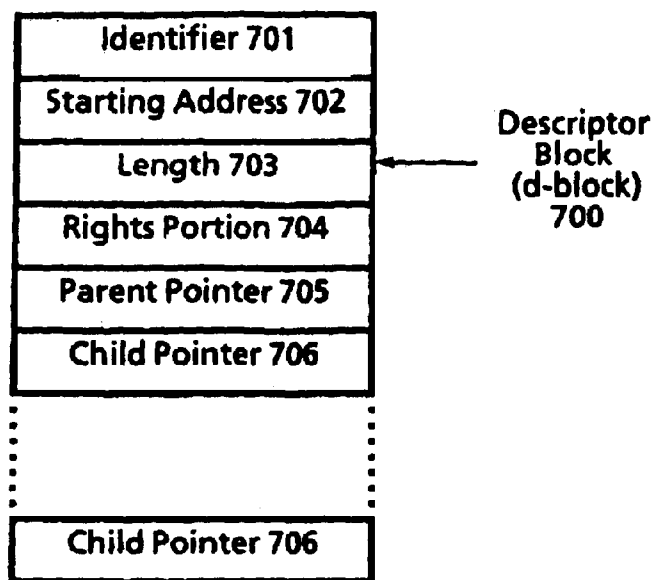 Identifier 701
Starting Address 702
Length 703
Rights Portion 704
Parent Pointer 705
Child Pointer 706
Child Pointer 706
Descriptor
Block
(d-block)
700